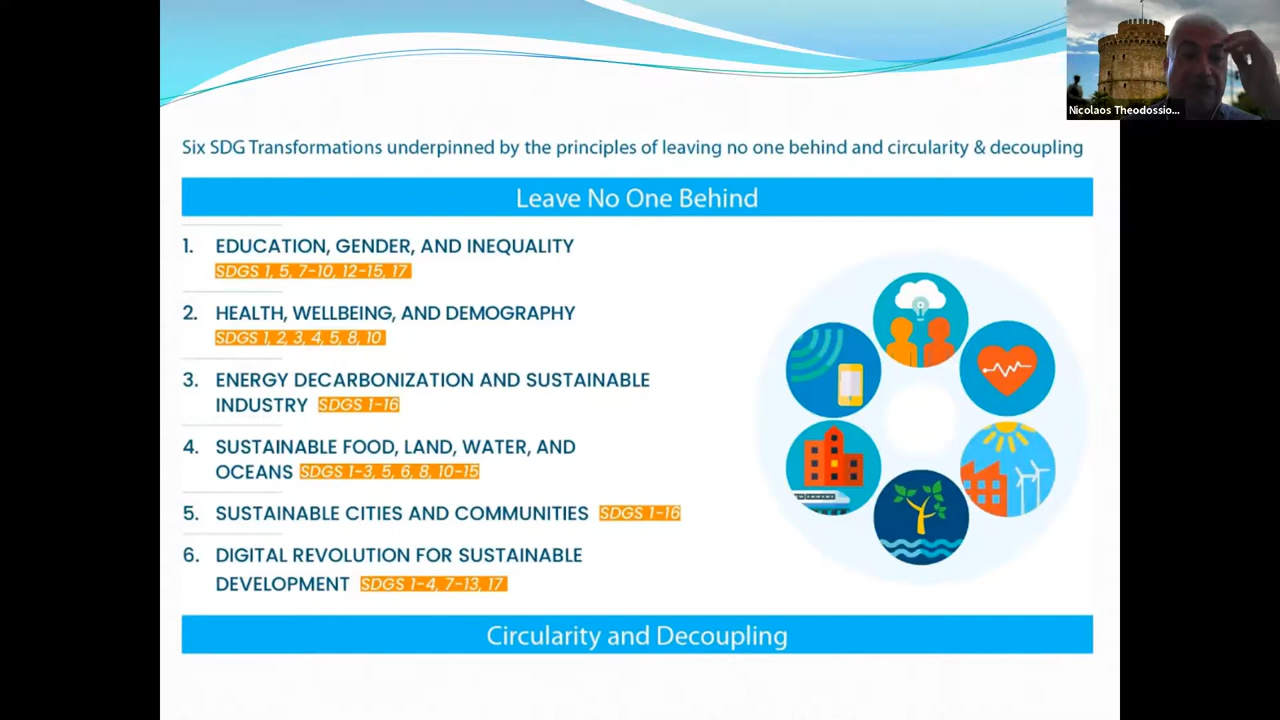 Nicolaos Theodossio...
Six SDG Transformations underpinned by the principles of leaving no one behind and circularity & decoupling
Leave No One Behind
1. EDUCATION, GENDER, AND INEQUALITY
SDGS 1, 5, 7-10, 12-15, 17
2. HEALTH, WELLBEING, AND DEMOGRAPHY
SDGS 1, 2, 3, 4, 5, 8, 10
3. ENERGY DECARBONIZATION AND SUSTAINABLE
INDUSTRY SDGS 1-16
4. SUSTAINABLE FOOD, LAND, WATER, AND
OCEANS SDGS 1-3, 5, 6, 8, 10-15
5. SUSTAINABLE CITIES AND COMMUNITIES SDGS 1-16
6. DIGITAL REVOLUTION FOR SUSTAINABLE
DEVELOPMENT SDGS 1-4, 7-13, 17
Circularity and Decoupling